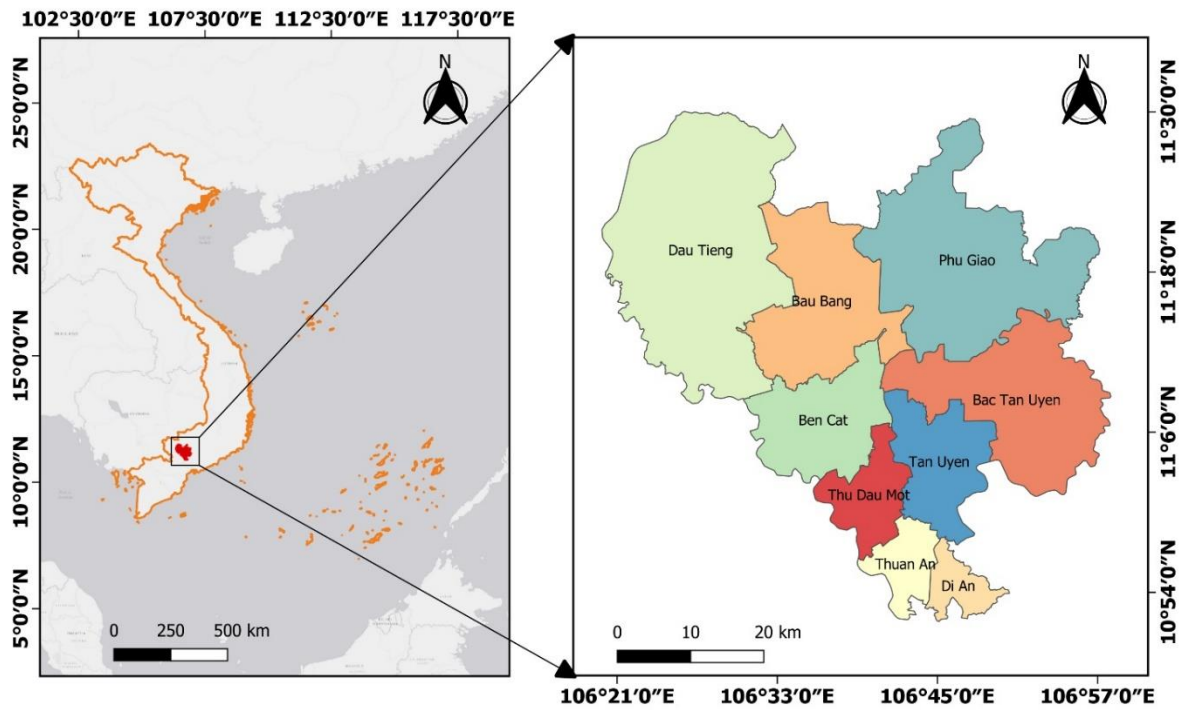 102°30′0″E 107°30′0″E 112°30′0″E 117°30′0″E
N
25°0′0″N
20°0′0″N
15°0′0″N
10°0′0″N
5°0′0″N
0 250 500 km
N
11°30′0″N
11°18′0″N
11°6′0″N
10°54′0″N
Dau Tieng
Phu Giao
Bau Bang
Bac Tan Uyen
Ben Cat
Tan Uyen
Thu Dau Mot
Thuan An
Di An
0 10 20 km
106°21′0″E 106°33′0″E 106°45′0″E 106°57′0″E